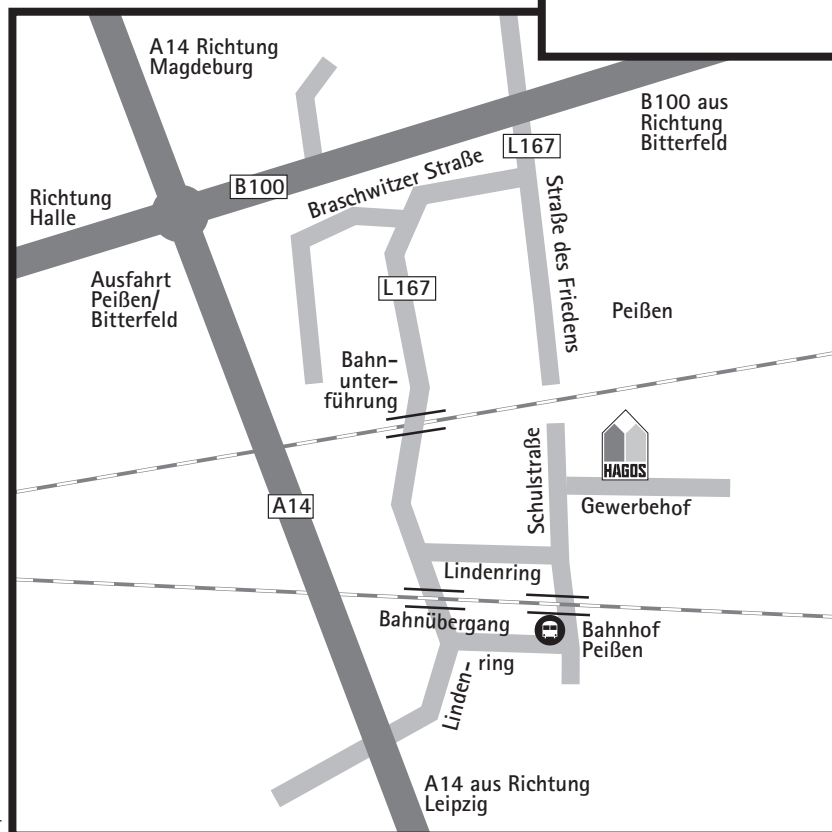 A14 Richtung
Magdeburg
B100 aus
Richtung
Bitterfeld
L167
B100
Braschwitzer Straße
Richtung
Halle
Straße des Friedens
Ausfahrt
Peißen/
Bitterfeld
L167
Peißen
Bahn-
unter-
führung
HAGOS
Schulstraße
A14
Gewerbehof
Lindenring
Bahnübergang
Bahnhof
Peißen
Linden-
ring
A14 aus Richtung
Leipzig